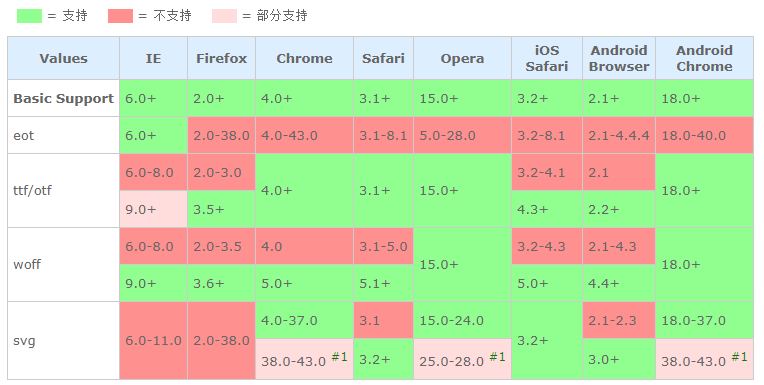 = 支持 = 不支持 = 部分支持
Values IE Firefox Chrome Safari Opera iOS Safari Android Browser Android Chrome
Basic Support 6.0+ 2.0+ 4.0+ 3.1+ 15.0+ 3.2+ 2.1+ 18.0+
eot 6.0+ 2.0-38.0 4.0-43.0 3.1-8.1 5.0-28.0 3.2-8.1 2.1-4.4.4 18.0-40.0
ttf/otf 6.0-8.0 2.0-3.0 4.0+ 3.1+ 15.0+ 3.2-4.1 2.1 18.0+
9.0+ 3.5+ 4.3+ 2.2+
woff 6.0-8.0 2.0-3.5 4.0 3.1-5.0 15.0+ 3.2-4.3 2.1-4.3 18.0+
9.0+ 3.6+ 5.0+ 5.1+ 5.0+ 4.4+
svg 6.0-11.0 2.0-38.0 4.0-37.0 3.1 15.0-24.0 3.2+ 2.1-2.3 18.0-37.0
38.0-43.0 #1 3.2+ 25.0-28.0 #1 3.0+ 38.0-43.0 #1